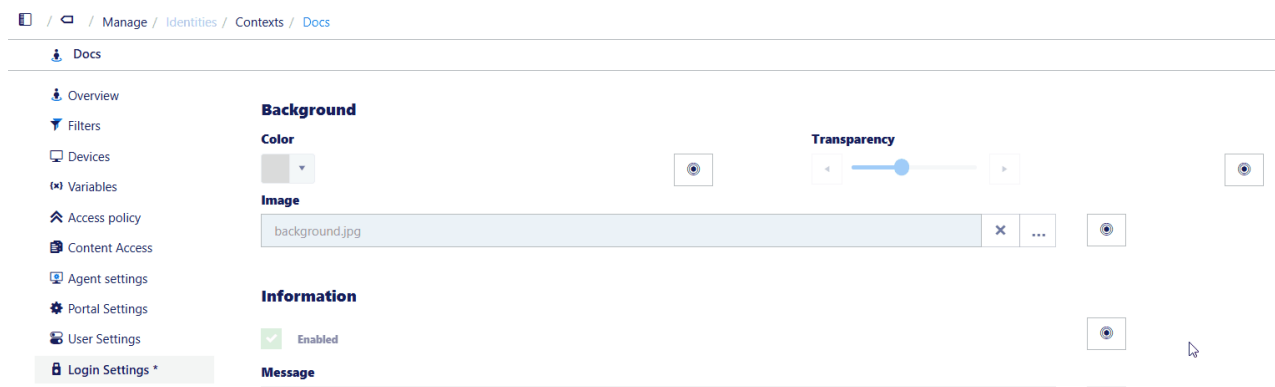 / / Manage / Identities / Contexts / Docs
Docs
Overview
Filters
Devices
Variables
Access policy
Content Access
Agent settings
Portal Settings
User Settings
Login Settings *
Background
Color
Transparency
Image
background.jpg
...
Information
Enabled
Message